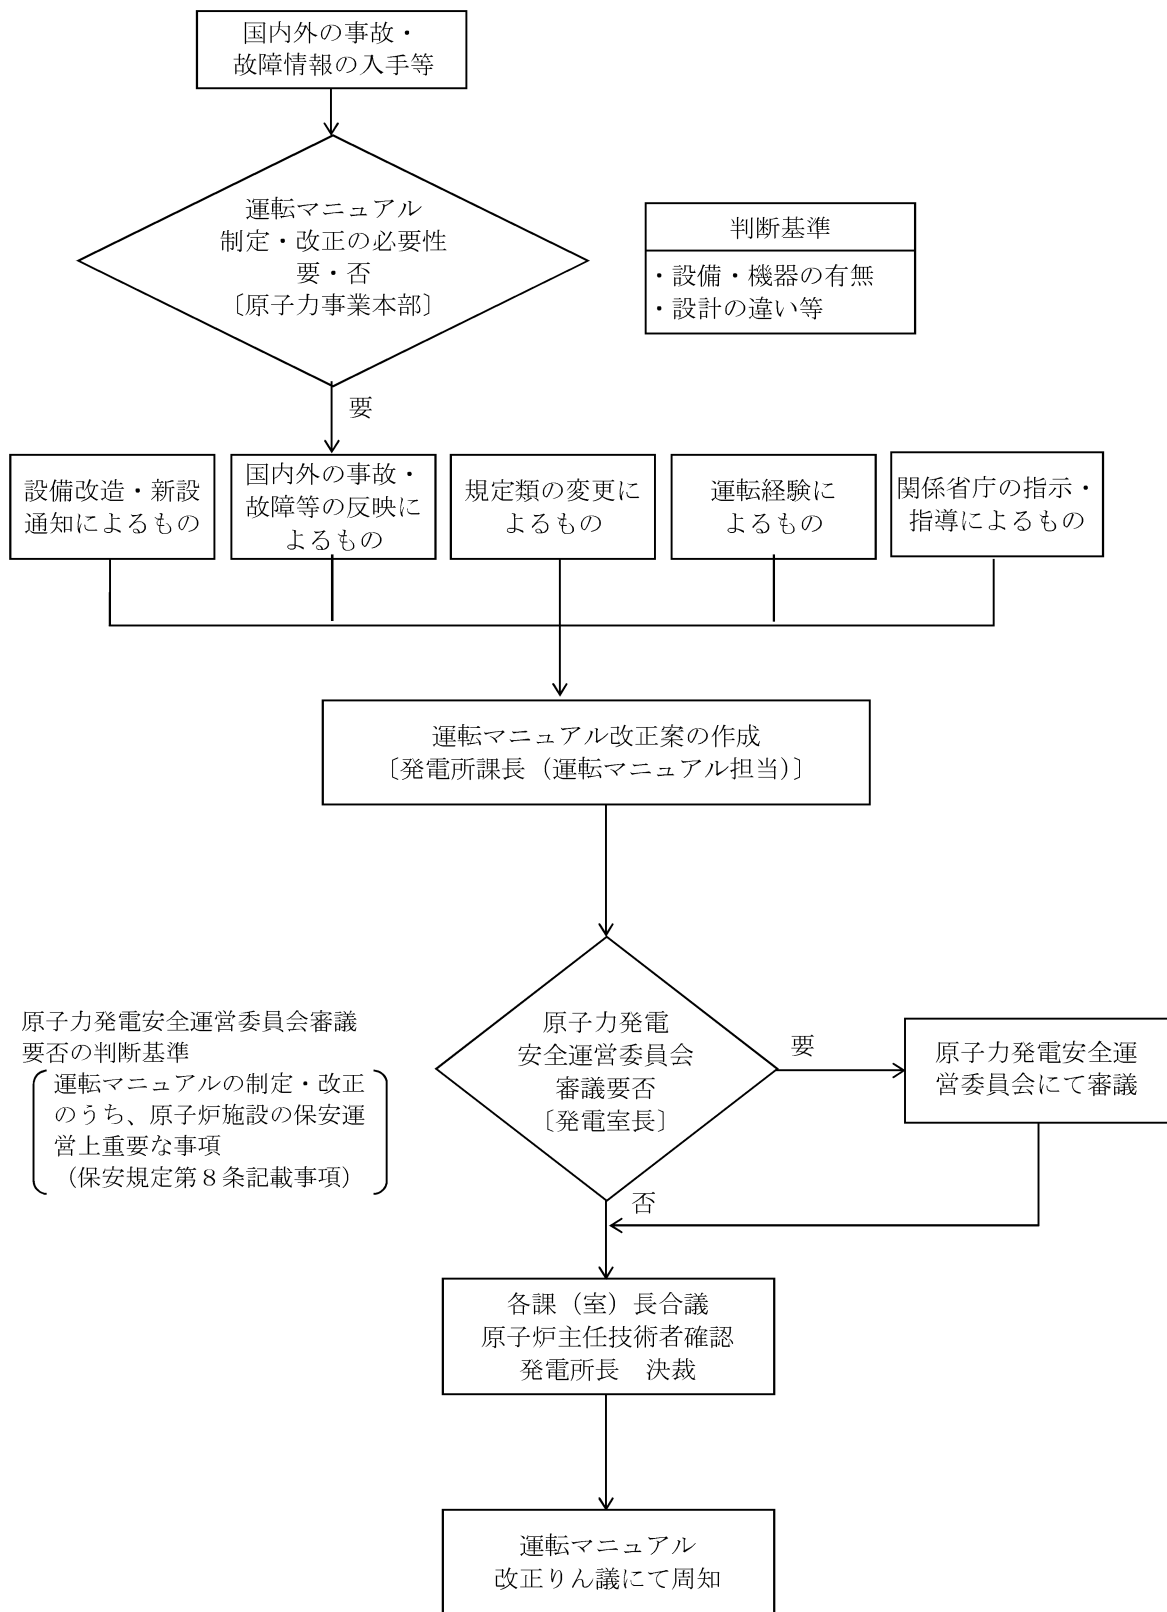 国内外の事故・
故障情報の入手等
運転マニュアル
制定・改正の必要性
要・否
〔原子力事業本部〕
判断基準
・設備・機器の有無
・設計の違い等
要
設備改造・新設
通知によるもの
国内外の事故・
故障等の反映に
よるもの
規定類の変更に
よるもの
運転経験に
よるもの
関係省庁の指示・
指導によるもの
運転マニュアル改正案の作成
〔発電所課長（運転マニュアル担当）〕
原子力発電安全運営委員会審議
要否の判断基準
運転マニュアルの制定・改正
のうち、原子炉施設の保安運
営上重要な事項
（保安規定第８条記載事項）
原子力発電
安全運営委員会
審議要否
〔発電室長〕
要
原子力発電安全運
営委員会にて審議
否
各課（室）長合議
原子炉主任技術者確認
発電所長　決裁
運転マニュアル
改正りん議にて周知